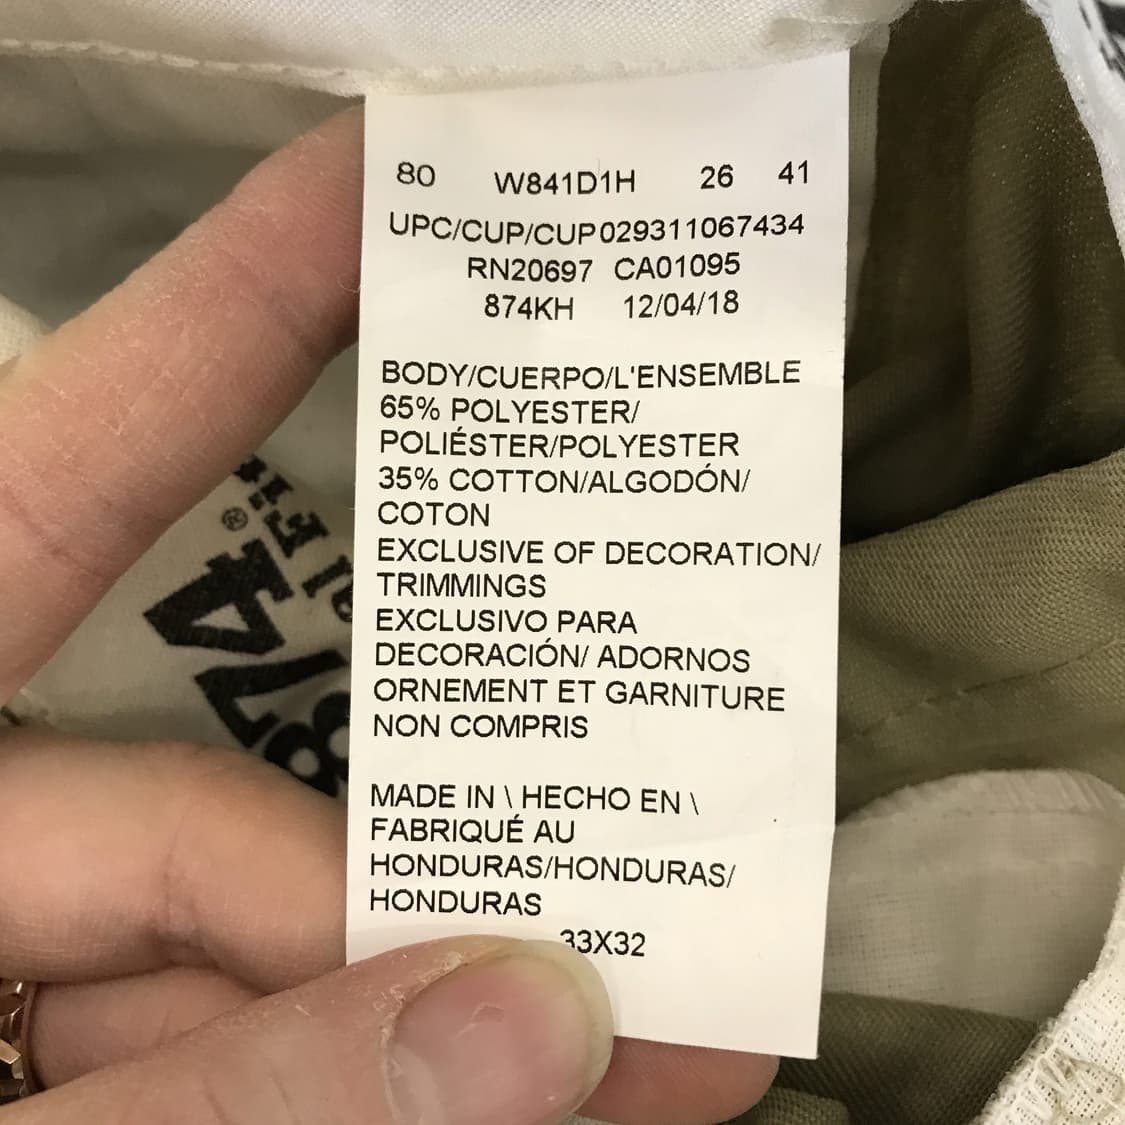 80 W841D1H 26 41
UPC/CUP/CUP029311067434
RN20697 CA01095
874KH 12/04/18
BODY/CUERPO/L'ENSEMBLE
65% POLYESTER/
POLIÉSTER/POLYESTER
35% COTTON/ALGODÓN/
COTON
EXCLUSIVE OF DECORATION/
TRIMMINGS
EXCLUSIVO PARA
DECORACIÓN/ ADORNOS
ORNEMENT ET GARNITURE
NON COMPRIS
MADE IN \ HECHO EN \
FABRIQUÉ AU
HONDURAS/HONDURAS/
HONDURAS
33X32
874
®